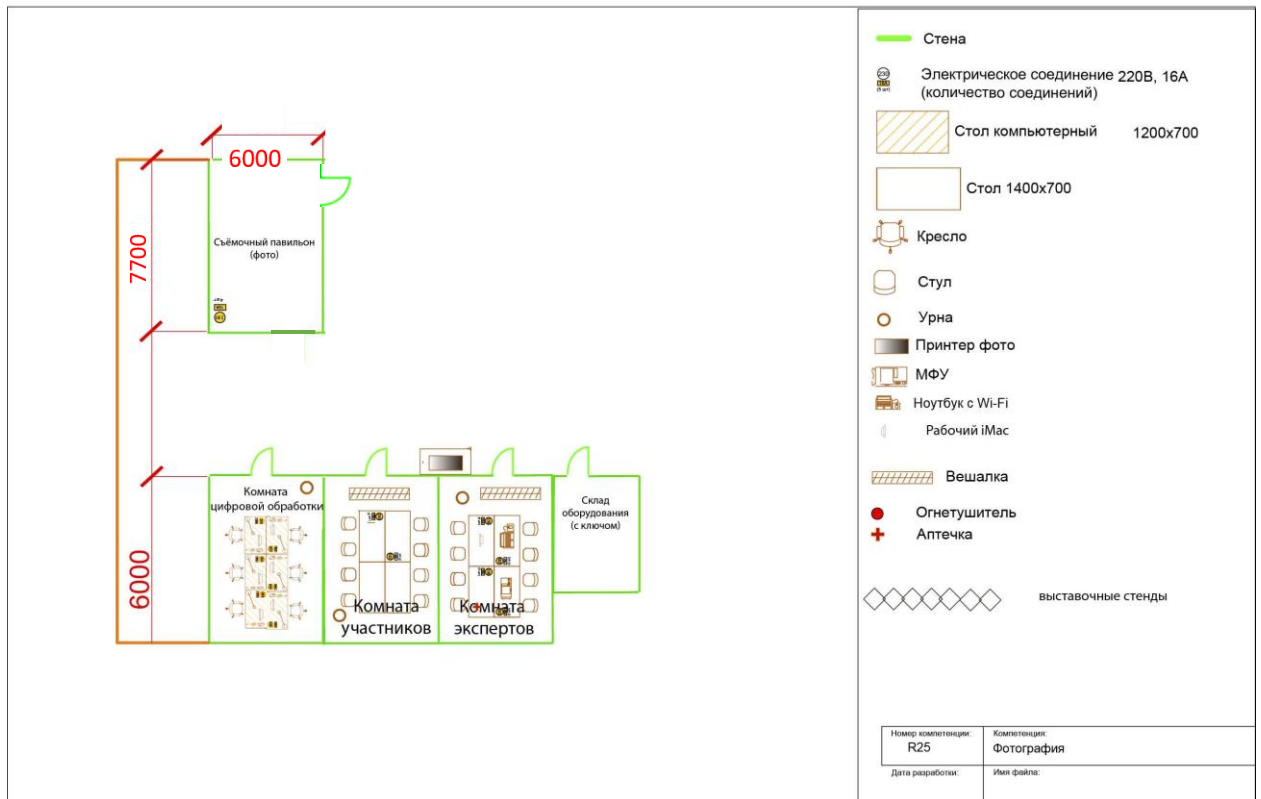 6000
7700
Съёмочный павильон
(фото)
6000
Комната
цифровой обработки
Комната
участников
Комната
экспертов
Склад
оборудования
(с ключом)
Стена
Электрическое соединение 220В, 16А
(количество соединений)
Стол компьютерный 1200х700
Стол 1400х700
Кресло
Стул
Урна
Принтер фото
МФУ
Ноутбук с Wi-Fi
Рабочий iMac
Вешалка
Огнетушитель
Аптечка
выставочные стенды
Номер компетенции:
R25
Компетенция:
Фотография
Дата разработки:
Имя файла: